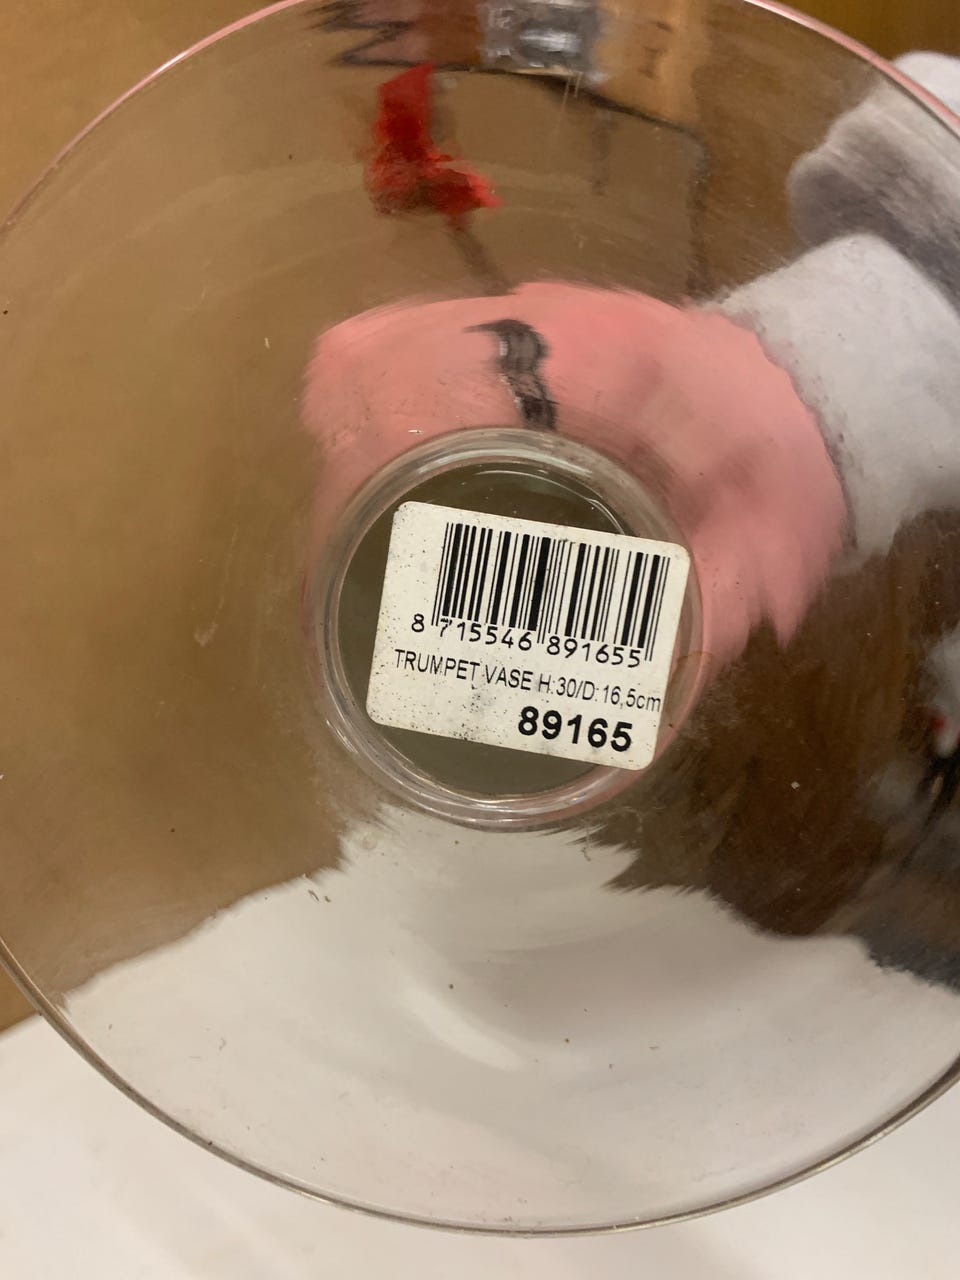 8 715546 891655
TRUMPET VASE H:30/D:16,5cm
89165